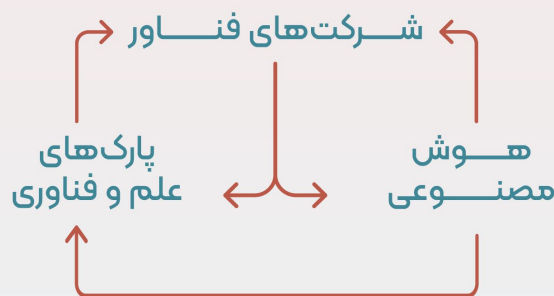 شرکت‌های فناور
هوش
مصنوعی
پارک‌های
علم و فناوری